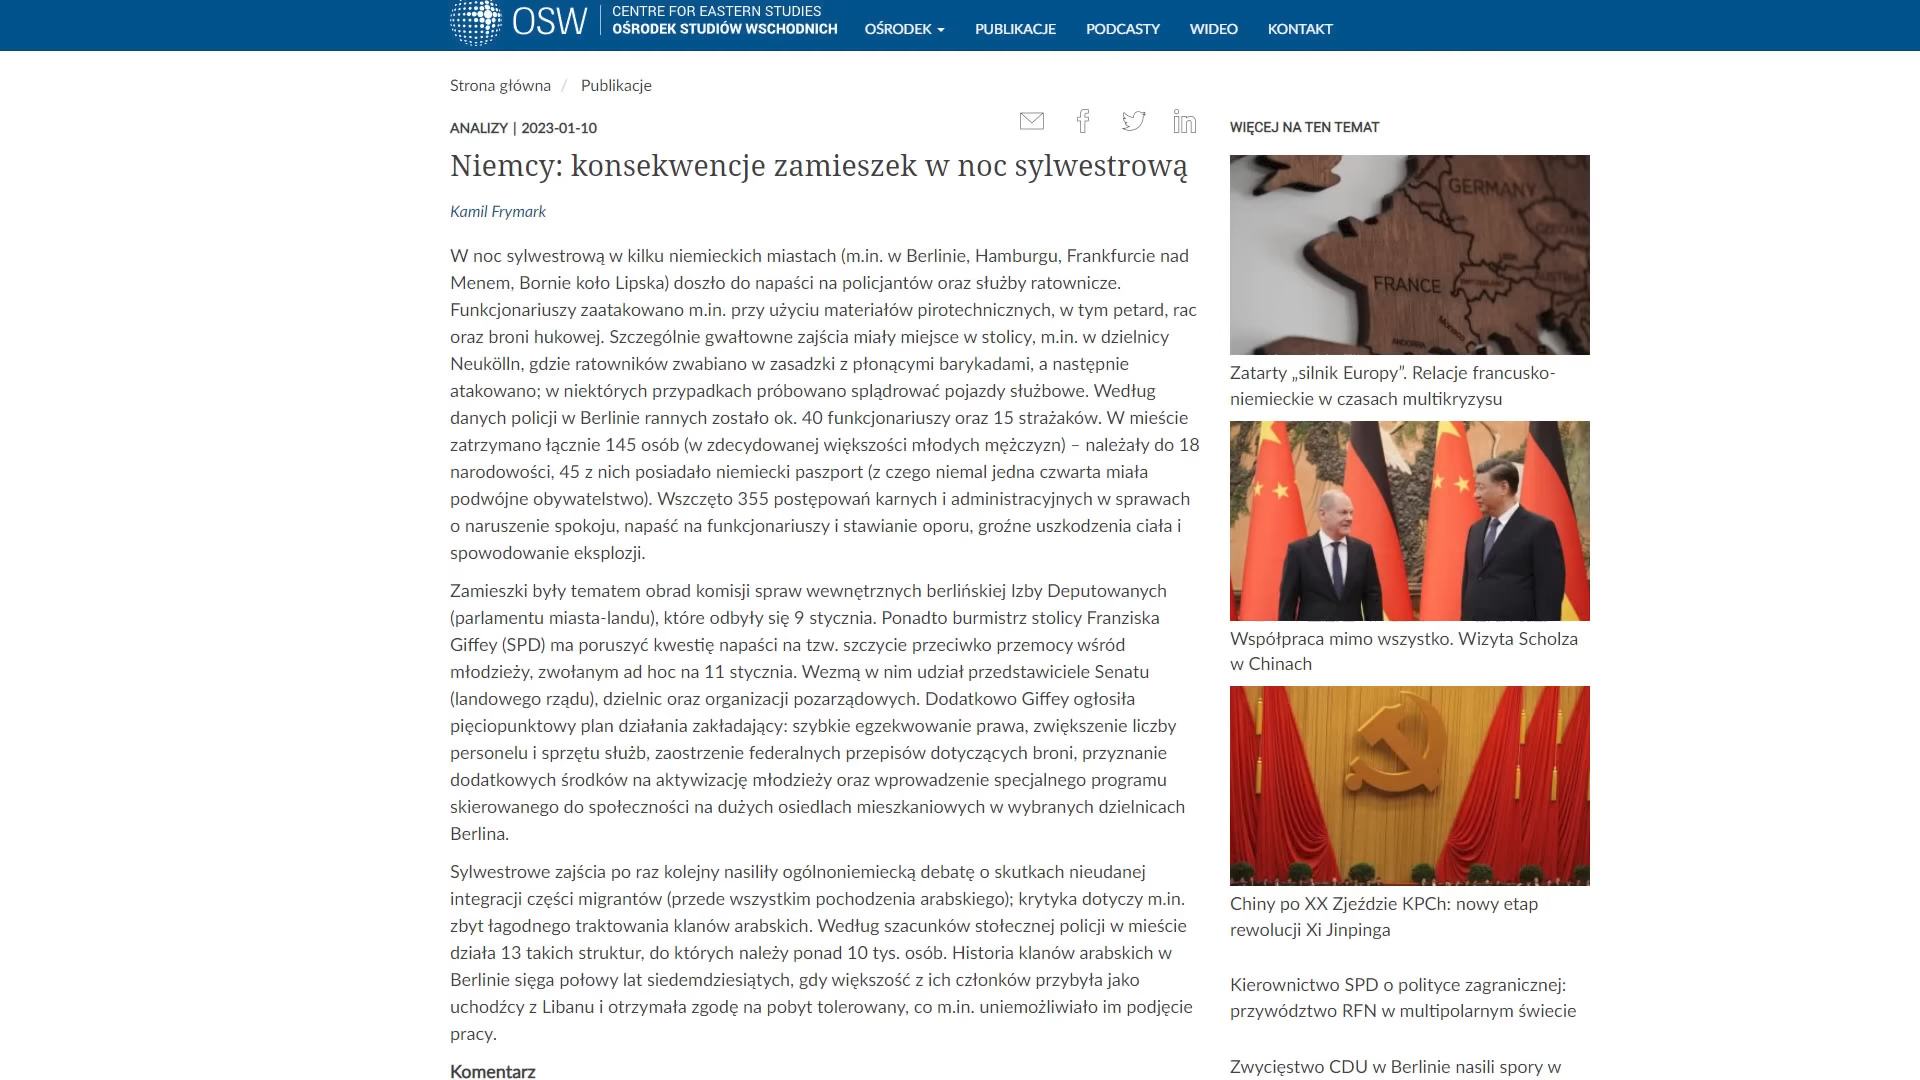 OSW
CENTRE FOR EASTERN STUDIES
OŚRODEK STUDIÓW WSCHODNICH
OŚRODEK
PUBLIKACJE
PODCASTY
WIDEO
KONTAKT
Strona główna / Publikacje
ANALIZY | 2023-01-10
Niemcy: konsekwencje zamieszek w noc sylwestrową
Kamil Frymark
W noc sylwestrową w kilku niemieckich miastach (m.in. w Berlinie, Hamburgu, Frankfurcie nad
Menem, Bornie koło Lipska) doszło do napaści na policjantów oraz służby ratownicze.
Funkcjonariuszy zaatakowano m.in. przy użyciu materiałów pirotechnicznych, w tym petard, rac
oraz broni hukowej. Szczególnie gwałtowne zajścia miały miejsce w stolicy, m.in. w dzielnicy
Neukölln, gdzie ratowników zwabiano w zasadzki z płonącymi barykadami, a następnie
atakowano; w niektórych przypadkach próbowano splądrować pojazdy służbowe. Według
danych policji w Berlinie rannych zostało ok. 40 funkcjonariuszy oraz 15 strażaków. W mieście
zatrzymano łącznie 145 osób (w zdecydowanej większości młodych mężczyzn) – należały do 18
narodowości, 45 z nich posiadało niemiecki paszport (z czego niemal jedna czwarta miała
podwójne obywatelstwo). Wszczęto 355 postępowań karnych i administracyjnych w sprawach
o naruszenie spokoju, napaść na funkcjonariuszy i stawianie oporu, groźne uszkodzenia ciała i
spowodowanie eksplozji.
Zamieszki były tematem obrad komisji spraw wewnętrznych berlińskiej Izby Deputowanych
(parlamentu miasta-landu), które odbyły się 9 stycznia. Ponadto burmistrz stolicy Franziska
Giffey (SPD) ma poruszyć kwestię napaści na tzw. szczycie przeciwko przemocy wśród
młodzieży, zwołanym ad hoc na 11 stycznia. Wezmą w nim udział przedstawiciele Senatu
(landowego rządu), dzielnic oraz organizacji pozarządowych. Dodatkowo Giffey ogłosiła
pięciopunktowy plan działania zakładający: szybkie egzekwowanie prawa, zwiększenie liczby
personelu i sprzętu służb, zaostrzenie federalnych przepisów dotyczących broni, przyznanie
dodatkowych środków na aktywizację młodzieży oraz wprowadzenie specjalnego programu
skierowanego do społeczności na dużych osiedlach mieszkaniowych w wybranych dzielnicach
Berlina.
Sylwestrowe zajścia po raz kolejny nasiliły ogólnoniemiecką debatę o skutkach nieudanej
integracji części migrantów (przede wszystkim pochodzenia arabskiego); krytyka dotyczy m.in.
zbyt łagodnego traktowania klanów arabskich. Według szacunków stołecznej policji w mieście
działa 13 takich struktur, do których należy ponad 10 tys. osób. Historia klanów arabskich w
Berlinie sięga połowy lat siedemdziesiątych, gdy większość z ich członków przybyła jako
uchodźcy z Libanu i otrzymała zgodę na pobyt tolerowany, co m.in. uniemożliwiało im podjęcie
pracy.
Komentarz
WIĘCEJ NA TEN TEMAT
GERMANY
FRANCE
Zatarty „silnik Europy”. Relacje francusko-
niemieckie w czasach multikryzysu
Współpraca mimo wszystko. Wizyta Scholza
w Chinach
Chiny po XX Zjeździe KPCh: nowy etap
rewolucji Xi Jinpinga
Kierownictwo SPD o polityce zagranicznej:
przywództwo RFN w multipolarnym świecie
Zwycięstwo CDU w Berlinie nasili spory w